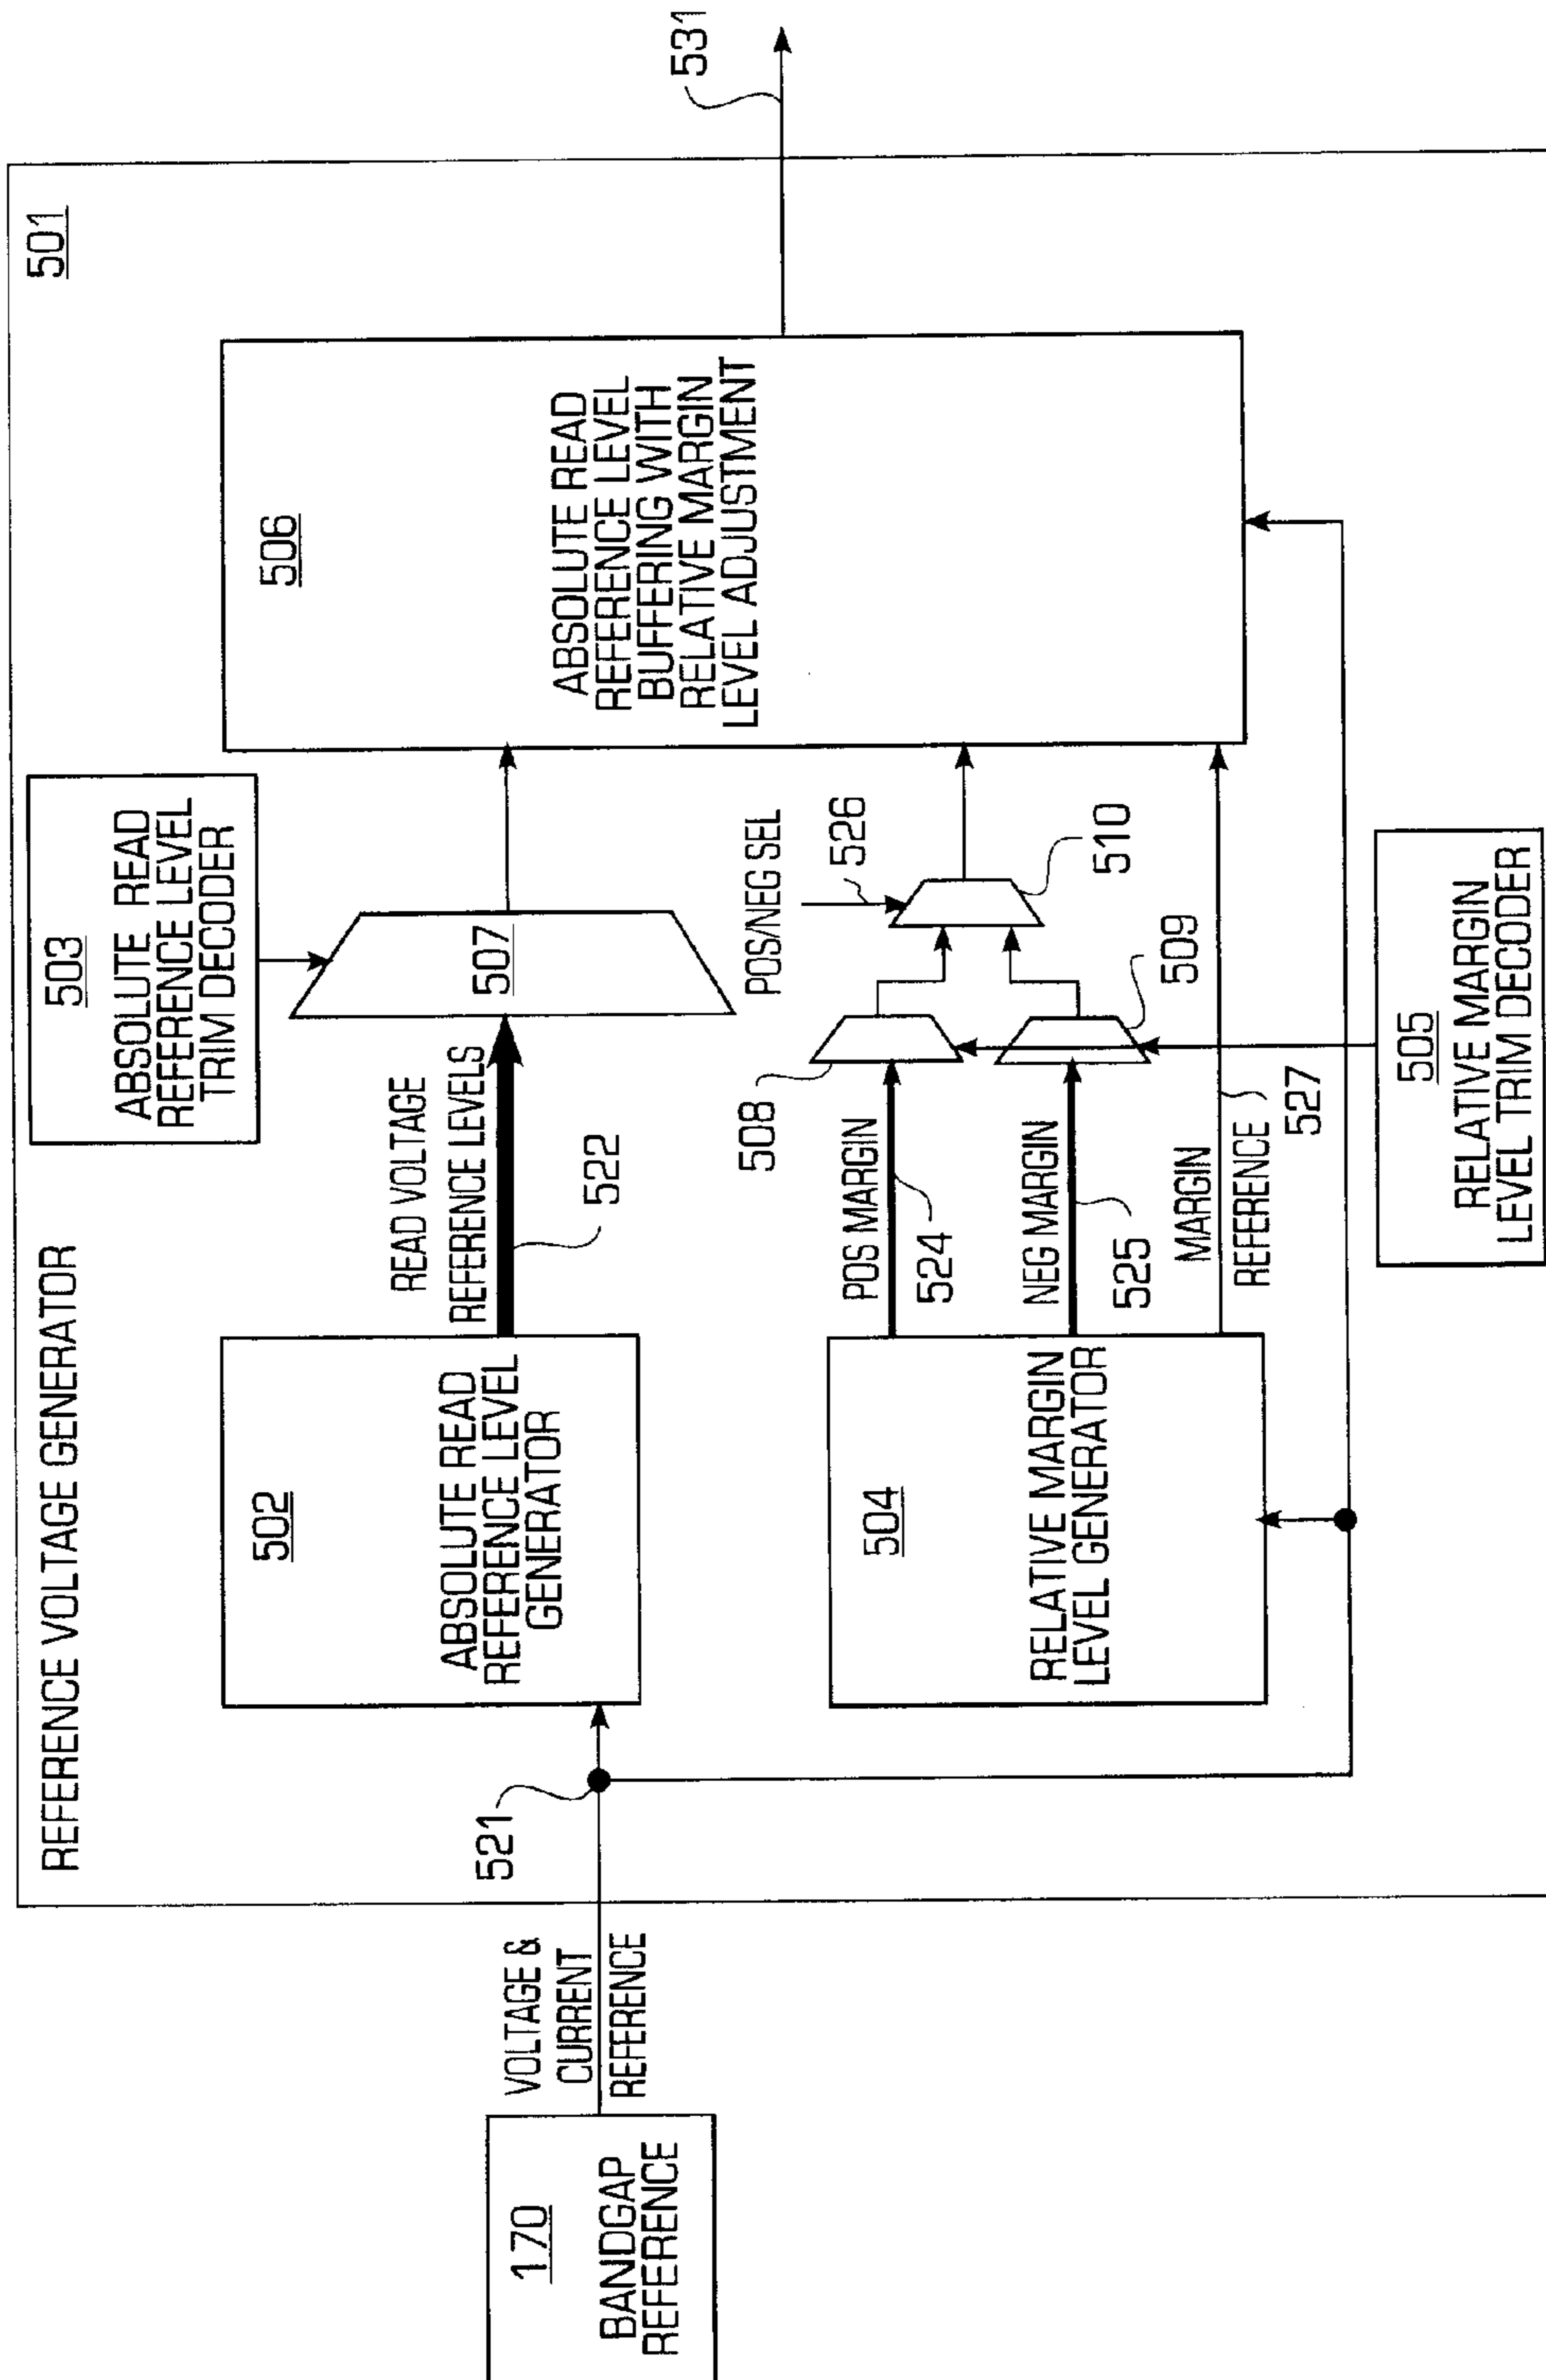 REFERENCE VOLTAGE GENERATOR
501
170
BANDGAP
REFERENCE
VOLTAGE &
CURRENT
REFERENCE
521
502
ABSOLUTE READ
REFERENCE LEVEL
GENERATOR
READ VOLTAGE
REFERENCE LEVELS
522
503
ABSOLUTE READ
REFERENCE LEVEL
TRIM DECODER
507
506
ABSOLUTE READ
REFERENCE LEVEL
BUFFERING WITH
RELATIVE MARGIN
LEVEL ADJUSTMENT
531
504
RELATIVE MARGIN
LEVEL GENERATOR
POS MARGIN
524
NEG MARGIN
525
MARGIN
REFERENCE
527
508
POS/NEG SEL
526
510
509
505
RELATIVE MARGIN
LEVEL TRIM DECODER